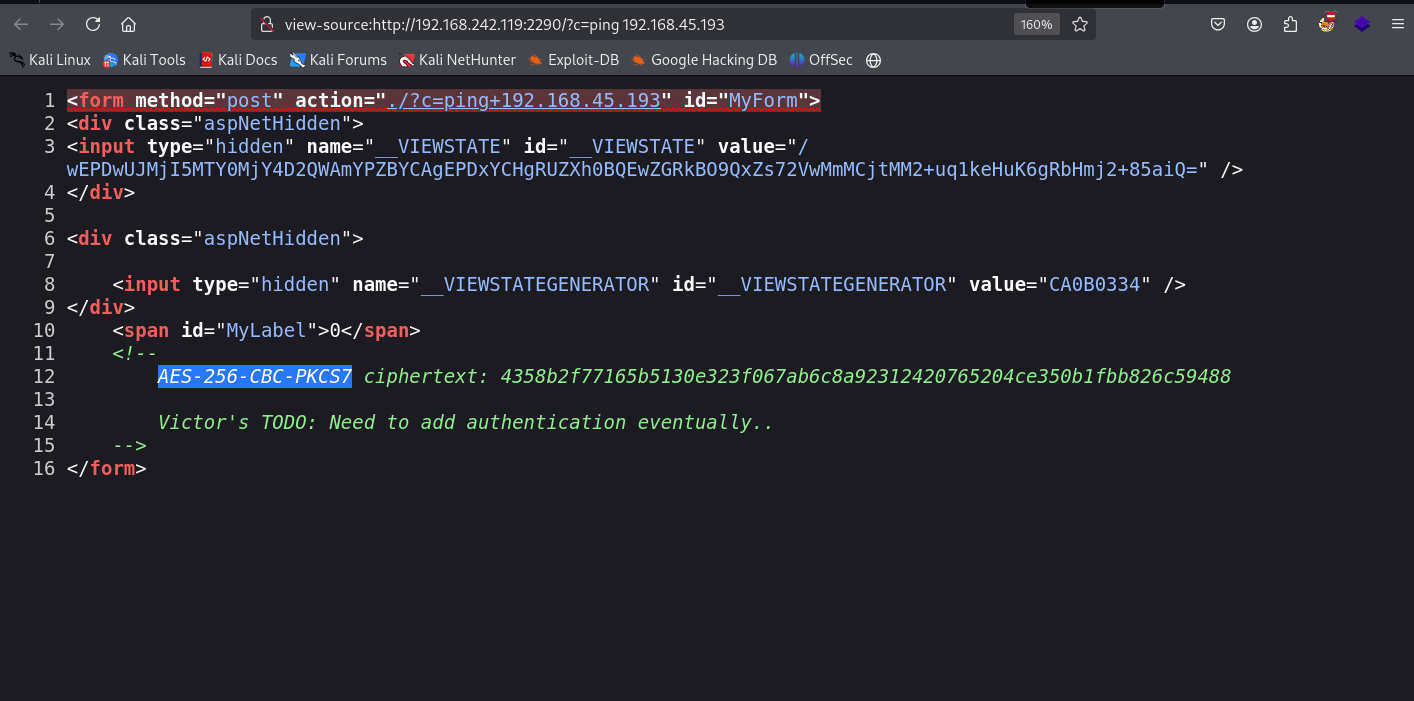 view-source:http://192.168.242.119:2290/?c=ping 192.168.45.193 160%
Kali Linux Kali Tools Kali Docs Kali Forums Kali NetHunter Exploit-DB Google Hacking DB OffSec
1 <form method="post" action="./?c=ping+192.168.45.193" id="MyForm">
2 <div class="aspNetHidden">
3 <input type="hidden" name="__VIEWSTATE" id="__VIEWSTATE" value="/
wEPDwUJMjI5MTY0MjY4D2QWAmYPZBYCAgEPDxYCHgRUZXh0BQEwZGRkBO9QxZs72VwMmMCjtMM2+uq1keHuK6gRbHmj2+85aiQ=" />
4 </div>
5
6 <div class="aspNetHidden">
7
8 <input type="hidden" name="__VIEWSTATEGENERATOR" id="__VIEWSTATEGENERATOR" value="CA0B0334" />
9 </div>
10 <span id="MyLabel">0</span>
11 <!--
12 AES-256-CBC-PKCS7 ciphertext: 4358b2f77165b5130e323f067ab6c8a92312420765204ce350b1fbb826c59488
13
14 Victor's TODO: Need to add authentication eventually..
15 -->
16 </form>